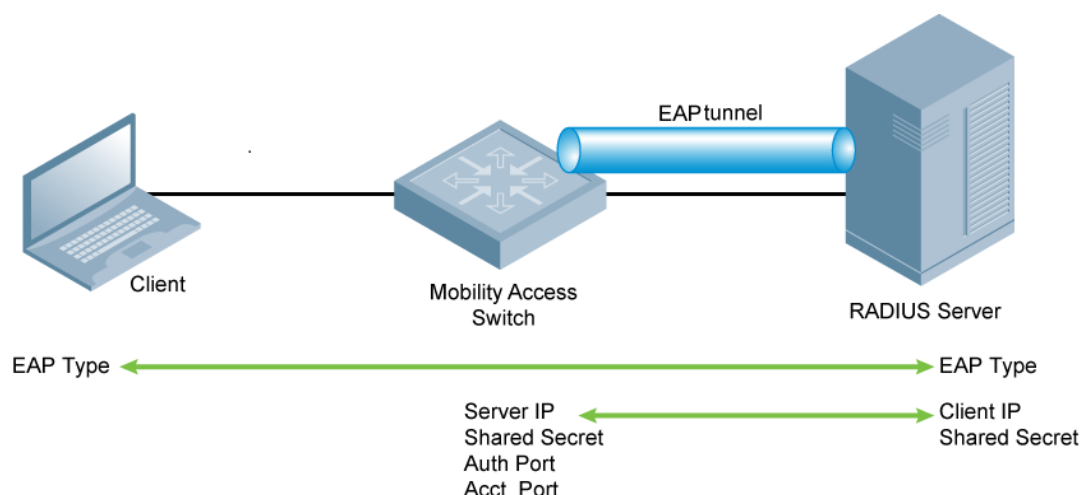 EAP tunnel
Client
Mobility Access
Switch
RADIUS Server
EAP Type
EAP Type
Server IP
Shared Secret
Auth Port
Acct Port
Client IP
Shared Secret